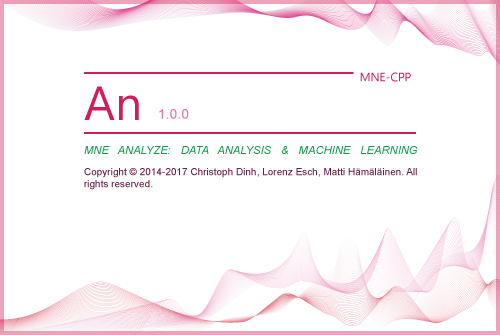 MNE-CPP
An 1.0.0
MNE ANALYZE: DATA ANALYSIS & MACHINE LEARNING
Copyright © 2014-2017 Christoph Dinh, Lorenz Esch, Matti Hämäläinen. All
rights reserved.